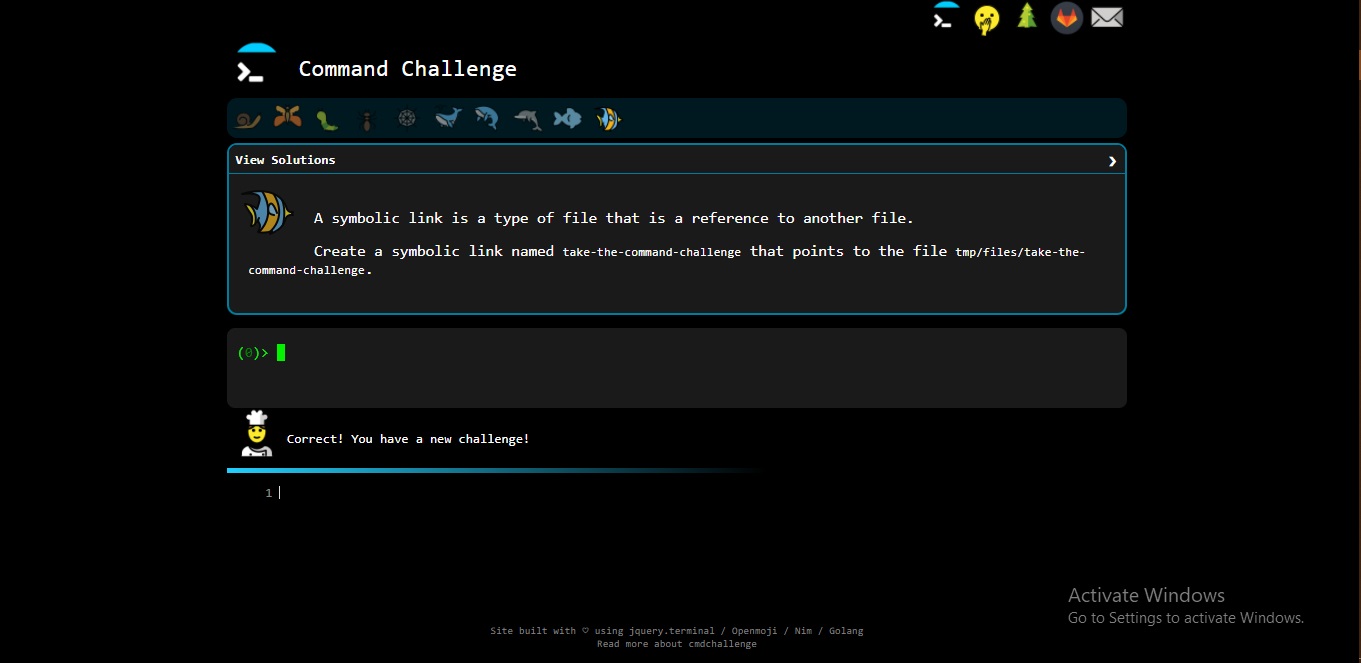 Command Challenge
View Solutions
A symbolic link is a type of file that is a reference to another file.
Create a symbolic link named take-the-command-challenge that points to the file tmp/files/take-the-
command-challenge.
(0)>
Correct! You have a new challenge!
1
Activate Windows
Go to Settings to activate Windows.
Site built with ♡ using jquery.terminal / Openmoji / Nim / Golang
Read more about cmdchallenge